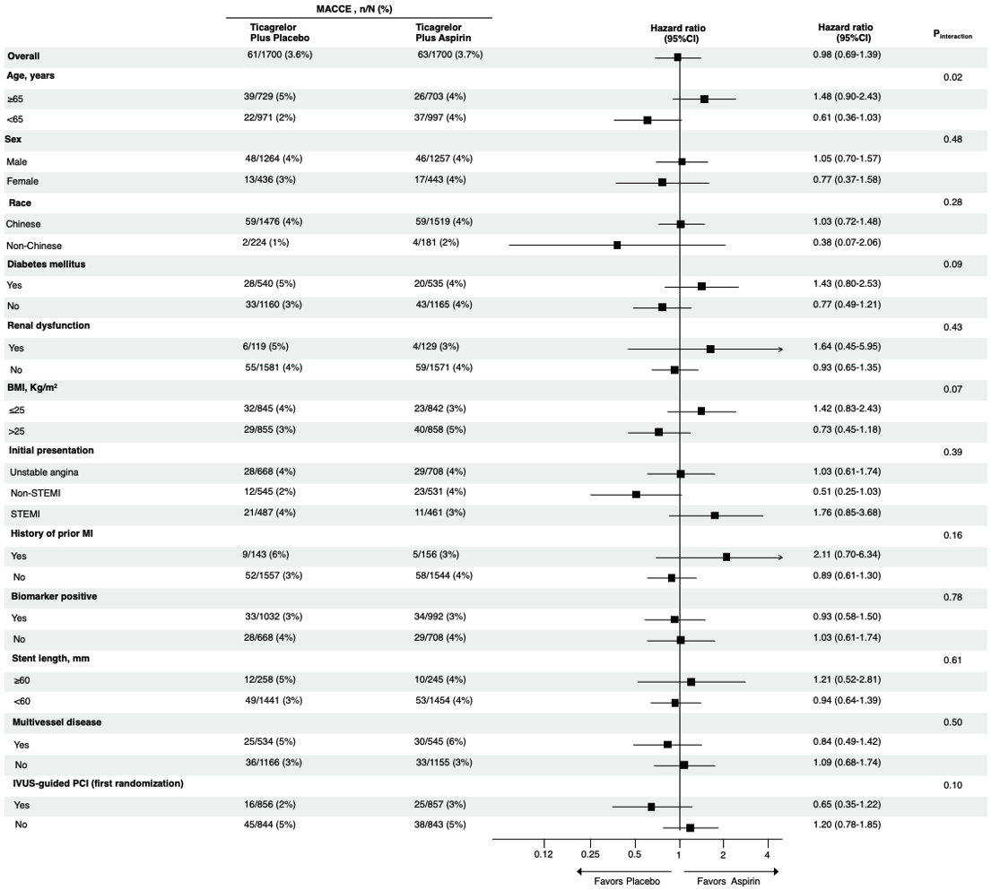 MACCE , n/N (%)
Ticagrelor Plus Placebo Ticagrelor Plus Aspirin Hazard ratio (95%CI) Hazard ratio (95%CI) Pinteraction
Overall 61/1700 (3.6%) 63/1700 (3.7%) 0.98 (0.69-1.39)
Age, years 0.02
≥65 39/729 (5%) 26/703 (4%) 1.48 (0.90-2.43)
<65 22/971 (2%) 37/997 (4%) 0.61 (0.36-1.03)
Sex 0.48
Male 48/1264 (4%) 46/1257 (4%) 1.05 (0.70-1.57)
Female 13/436 (3%) 17/443 (4%) 0.77 (0.37-1.58)
Race 0.28
Chinese 59/1476 (4%) 59/1519 (4%) 1.03 (0.72-1.48)
Non-Chinese 2/224 (1%) 4/181 (2%) 0.38 (0.07-2.06)
Diabetes mellitus 0.09
Yes 28/540 (5%) 20/535 (4%) 1.43 (0.80-2.53)
No 33/1160 (3%) 43/1165 (4%) 0.77 (0.49-1.21)
Renal dysfunction 0.43
Yes 6/119 (5%) 4/129 (3%) 1.64 (0.45-5.95)
No 55/1581 (4%) 59/1571 (4%) 0.93 (0.65-1.35)
BMI, Kg/m² 0.07
≤25 32/845 (4%) 23/842 (3%) 1.42 (0.83-2.43)
>25 29/855 (3%) 40/858 (5%) 0.73 (0.45-1.18)
Initial presentation 0.39
Unstable angina 28/668 (4%) 29/708 (4%) 1.03 (0.61-1.74)
Non-STEMI 12/545 (2%) 23/531 (4%) 0.51 (0.25-1.03)
STEMI 21/487 (4%) 11/461 (3%) 1.76 (0.85-3.68)
History of prior MI 0.16
Yes 9/143 (6%) 5/156 (3%) 2.11 (0.70-6.34)
No 52/1557 (3%) 58/1544 (4%) 0.89 (0.61-1.30)
Biomarker positive 0.78
Yes 33/1032 (3%) 34/992 (3%) 0.93 (0.58-1.50)
No 28/668 (4%) 29/708 (4%) 1.03 (0.61-1.74)
Stent length, mm 0.61
≥60 12/258 (5%) 10/245 (4%) 1.21 (0.52-2.81)
<60 49/1441 (3%) 53/1454 (4%) 0.94 (0.64-1.39)
Multivessel disease 0.50
Yes 25/534 (5%) 30/545 (6%) 0.84 (0.49-1.42)
No 36/1166 (3%) 33/1155 (3%) 1.09 (0.68-1.74)
IVUS-guided PCI (first randomization) 0.10
Yes 16/856 (2%) 25/857 (3%) 0.65 (0.35-1.22)
No 45/844 (5%) 38/843 (5%) 1.20 (0.78-1.85)
0.12 0.25 0.5 1 2 4
Favors Placebo Favors Aspirin